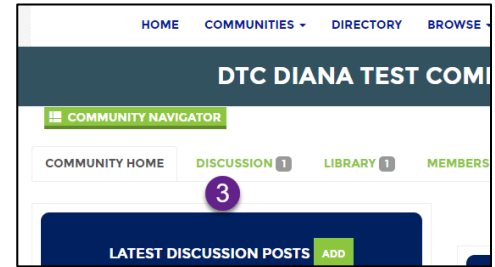 HOME COMMUNITIES DIRECTORY BROWSE
DTC DIANA TEST
COMMUNITY NAVIGATOR
COMMUNITY HOME DISCUSSION 1 LIBRARY 1 MEMBERS
3
LATEST DISCUSSION POSTS ADD